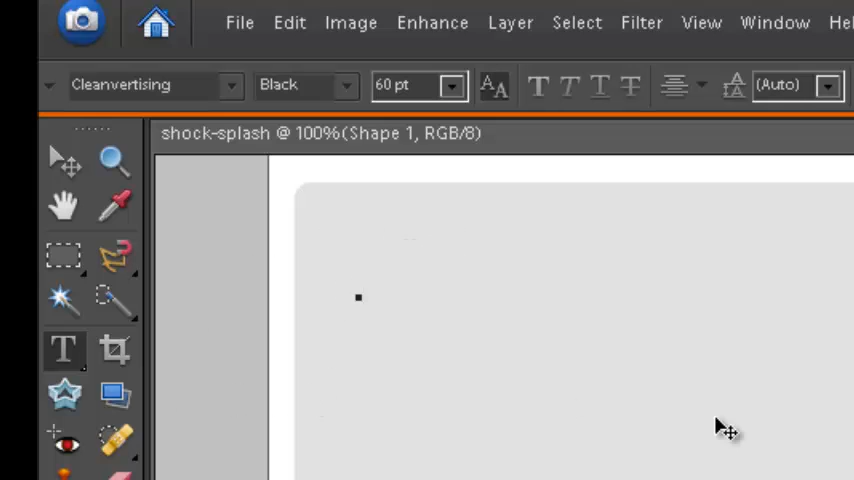 File Edit Image Enhance Layer Select Filter View Window Hel
Cleanvertising Black 60 pt T T T T (Auto)
shock-splash @ 100%(Shape 1, RGB/8)